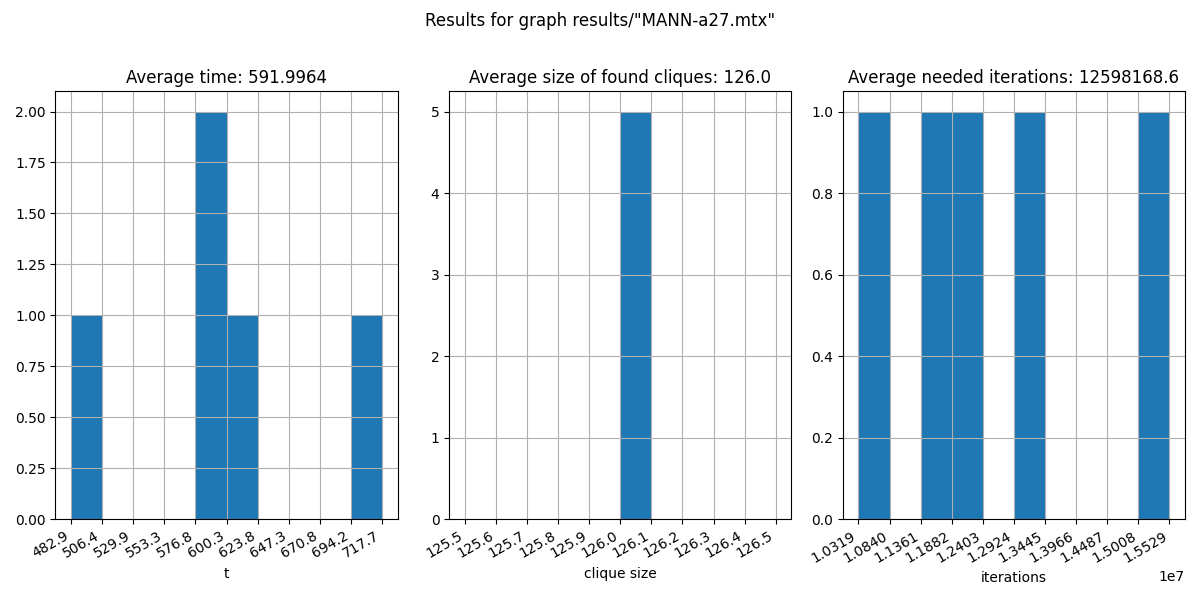 Results for graph results/"MANN-a27.mtx"
Average time: 591.9964
2.00
1.75
1.50
1.25
1.00
0.75
0.50
0.25
0.00
482.9 506.4 529.9 553.3 576.8 600.3 623.8 647.3 670.8 694.2 717.7
t
Average size of found cliques: 126.0
5
4
3
2
1
0
125.5 125.6 125.7 125.8 125.9 126.0 126.1 126.2 126.3 126.4 126.5
clique size
Average needed iterations: 12598168.6
1.0
0.8
0.6
0.4
0.2
0.0
1.0319 1.0840 1.1361 1.1882 1.2403 1.2924 1.3445 1.3966 1.4487 1.5008 1.5529
1e7
iterations